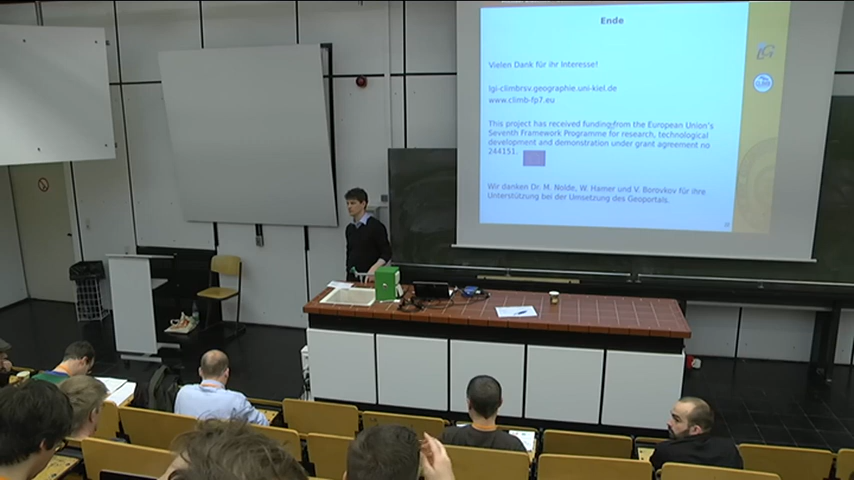 Ende
Vielen Dank für ihr Interesse!
lgi-climbrsv.geographie.uni-kiel.de
www.climb-fp7.eu
This project has received funding from the European Union's
Seventh Framework Programme for research, technological
development and demonstration under grant agreement no
244151.
Wir danken Dr. M. Nolde, W. Hamer und V. Borovkov für ihre
Unterstützung bei der Umsetzung des Geoportals.